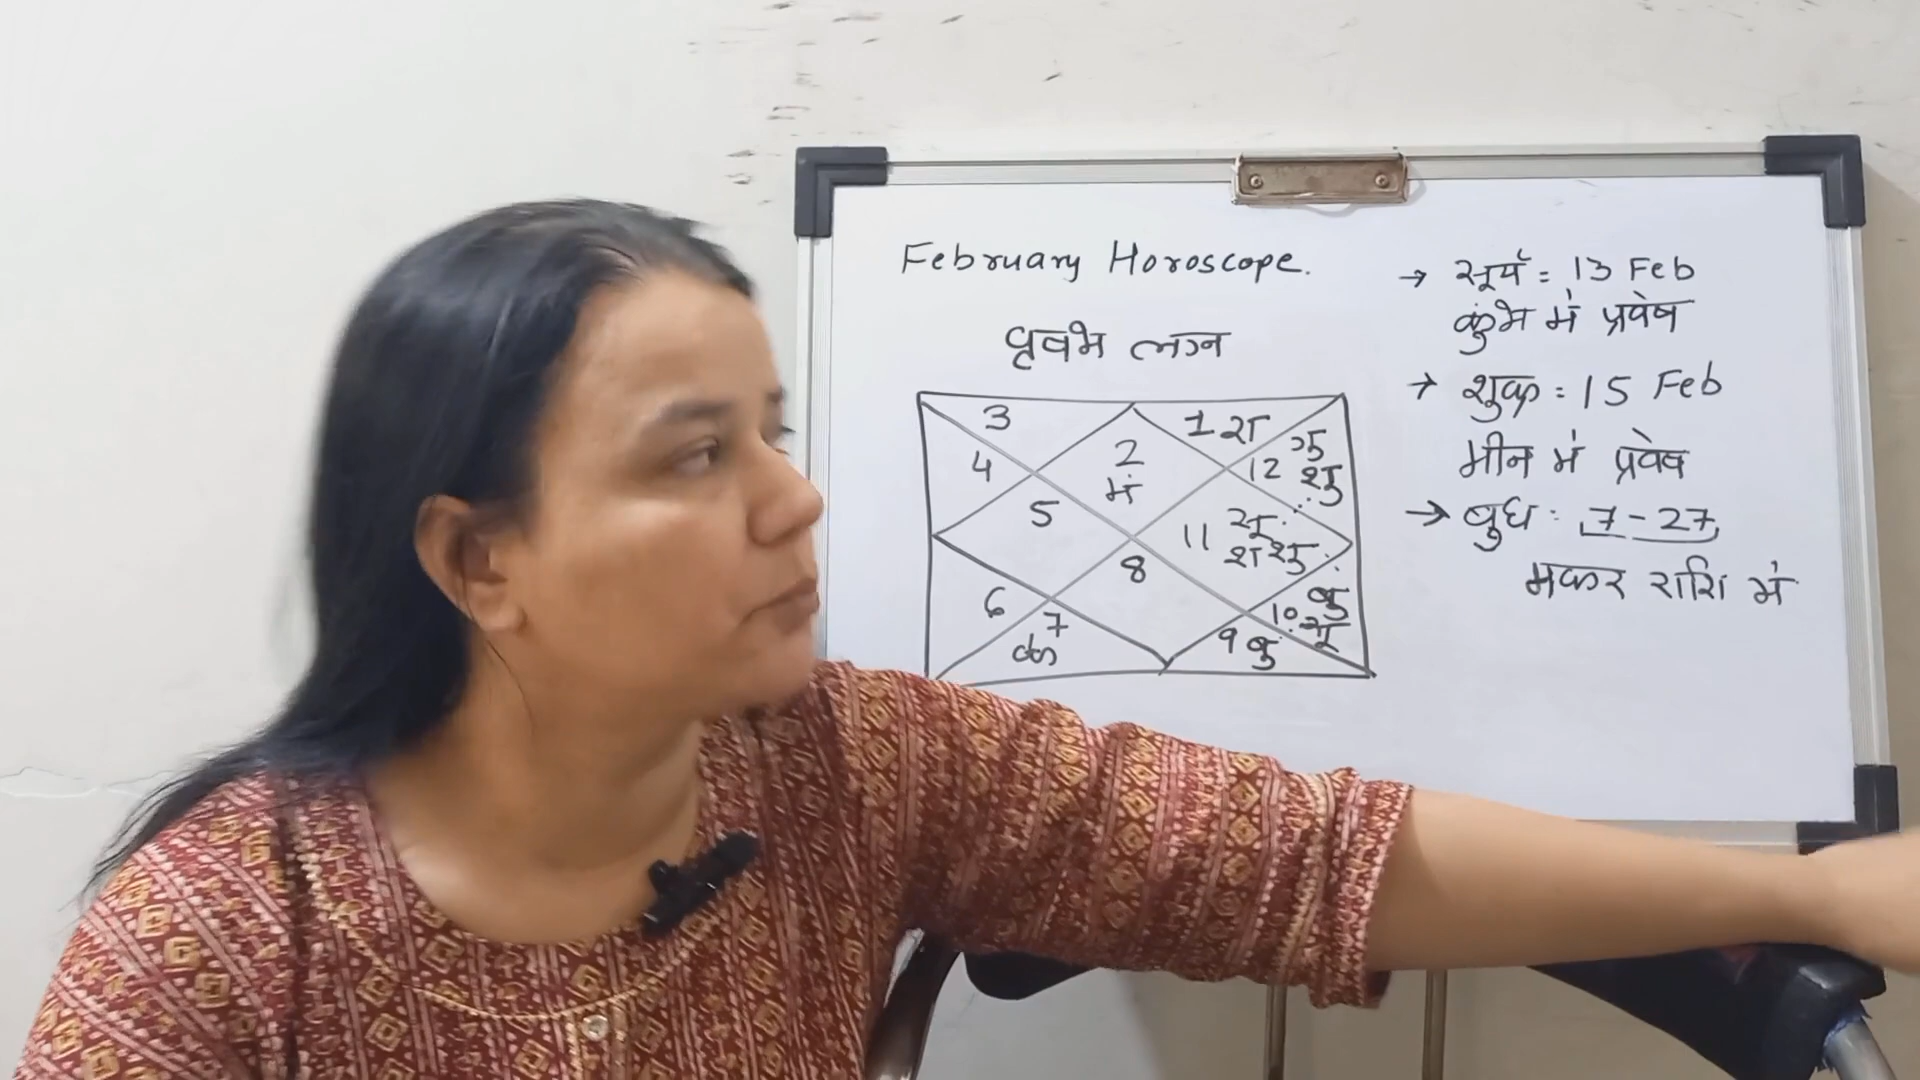 February Horoscope.
वृषभ लग्न
3
1 रा
4
2
मं
12 गु
शु
5
11 सू
श शु
8
6
7
के
10 बु
सू
9 बु
→ सूर्य = 13 Feb
कुंभ में प्रवेष
→ शुक्र = 15 Feb
मीन में प्रवेष
→ बुध : 7-27
मकर राशि में